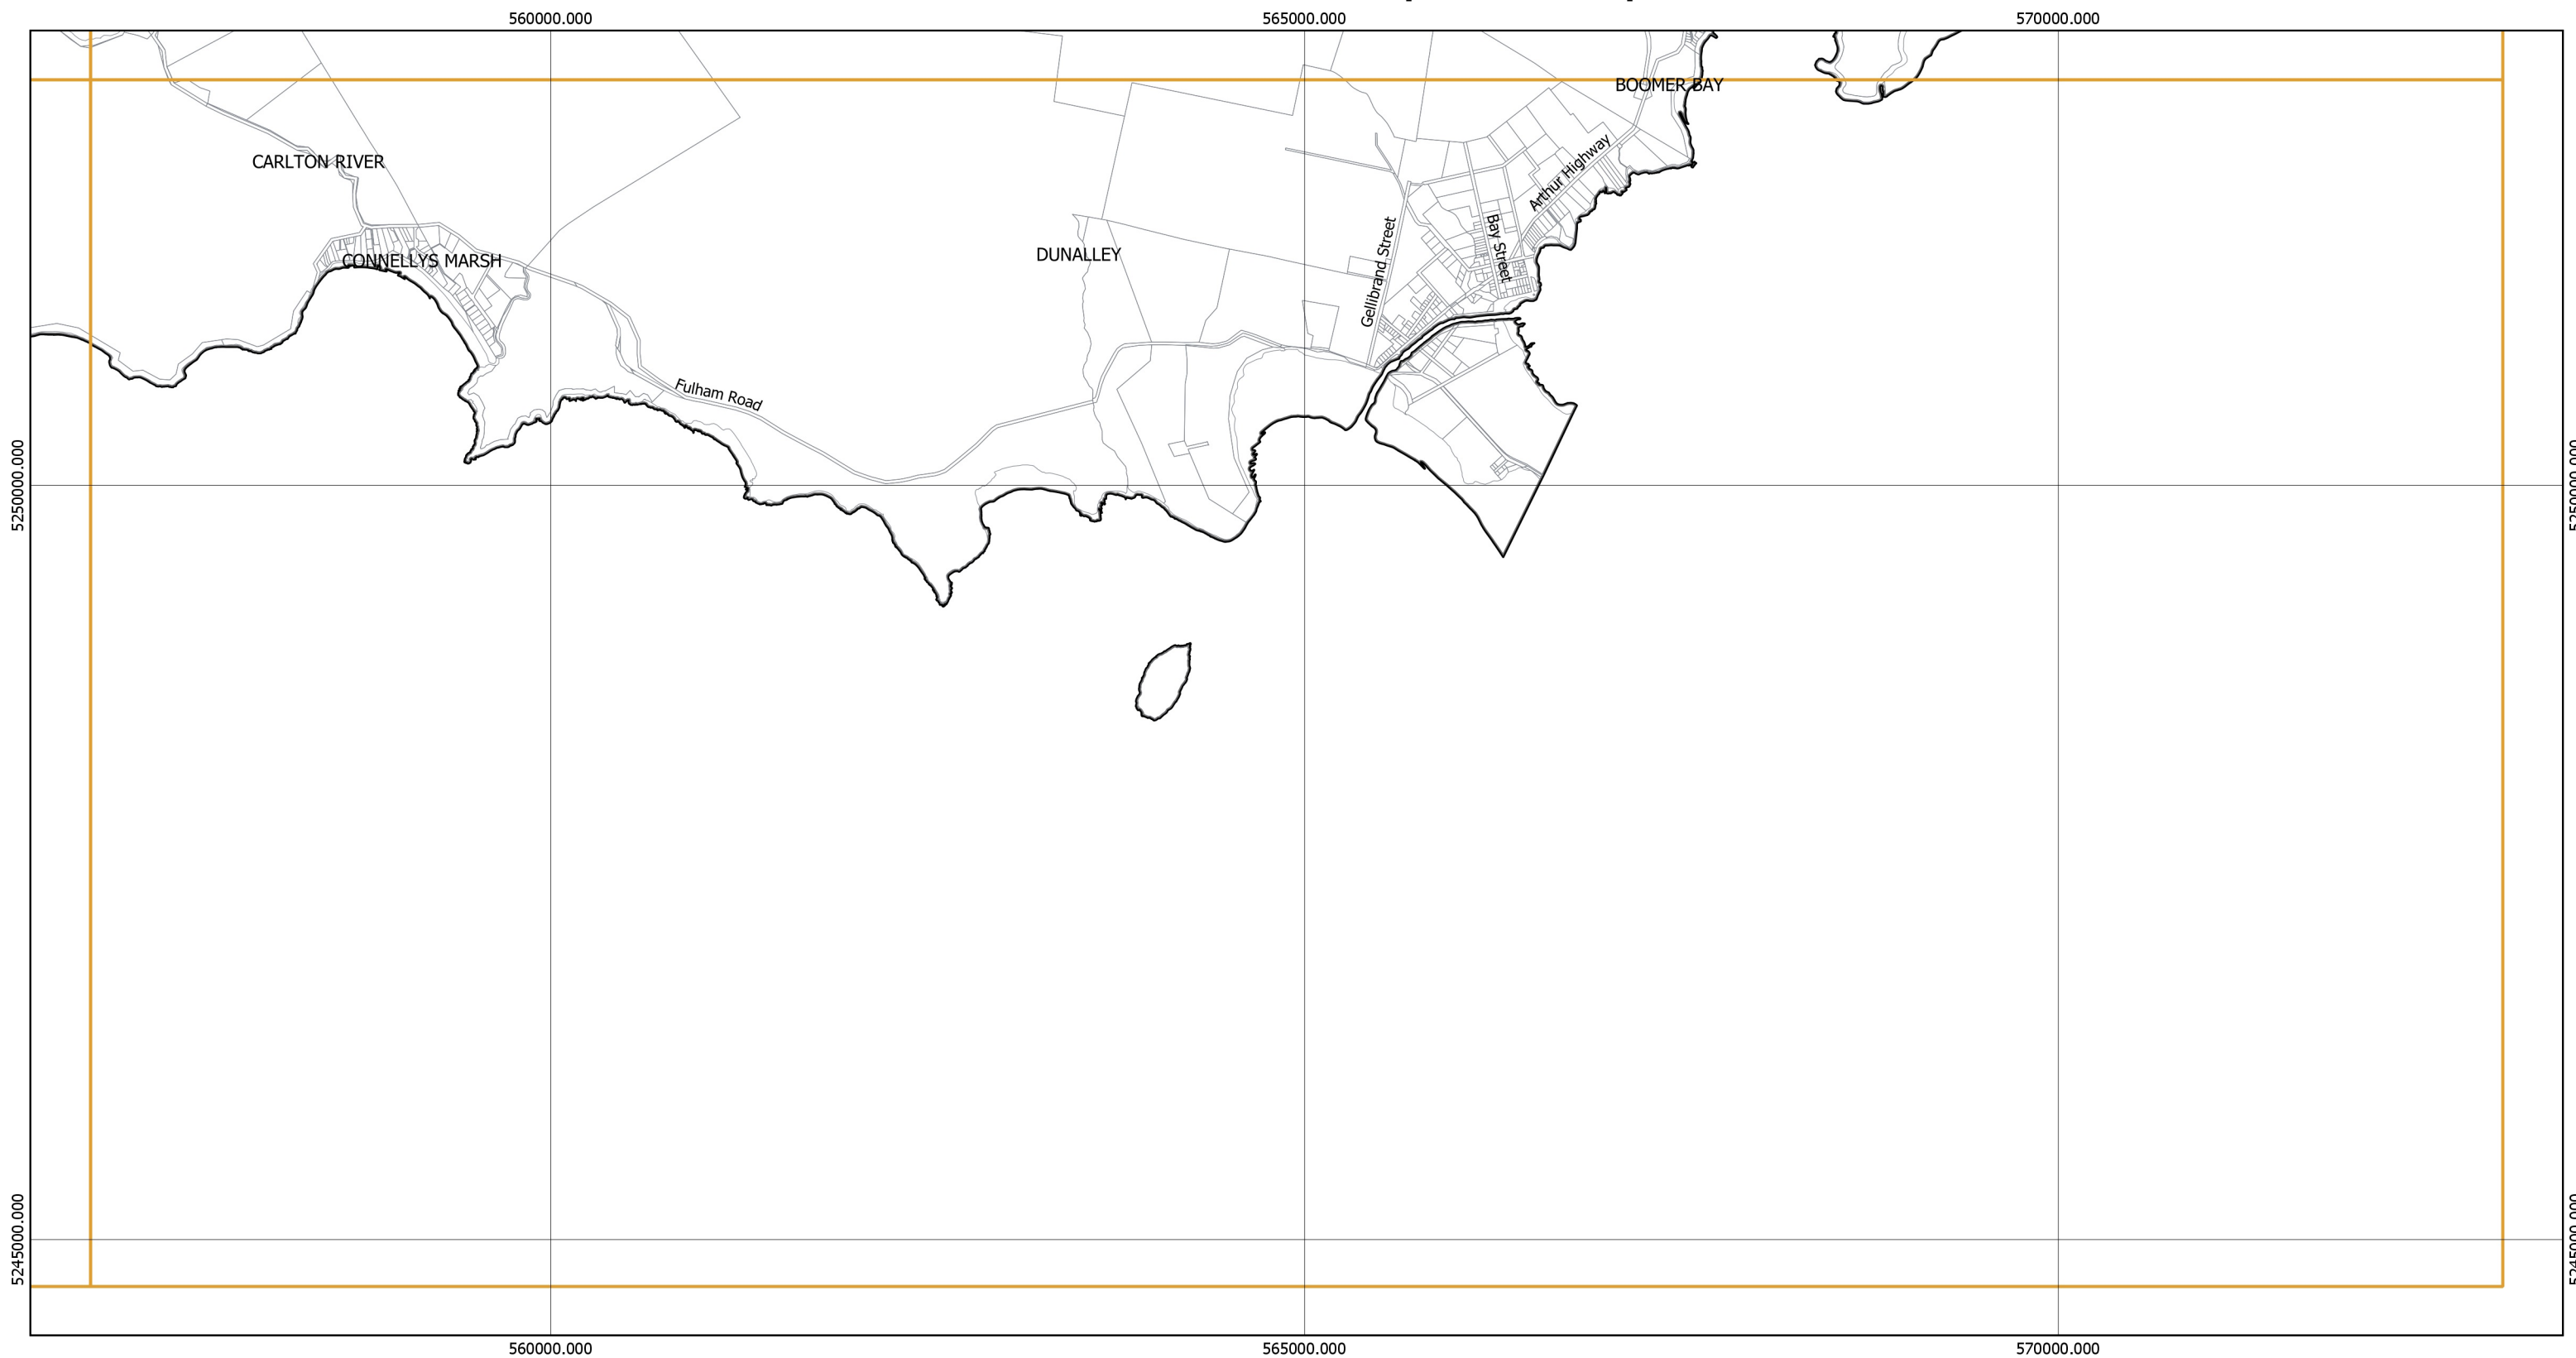 560000.000
565000.000
570000.000
BOOMER BAY
CARLTON RIVER
Arthur Highway
CONNELLYS MARSH
DUNALLEY
Gellibrand Street
Bay Street
Fulham Road
5250000.000
5250000.000
5245000.000
5245000.000
560000.000
565000.000
570000.000